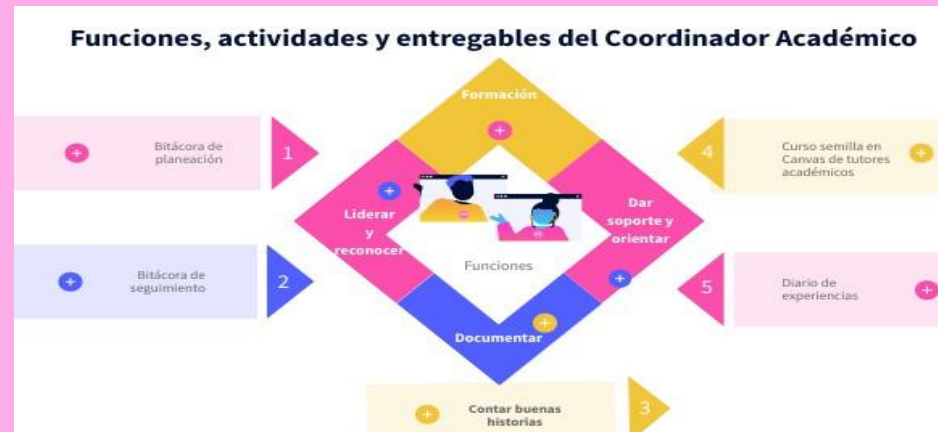 Funciones, actividades y entregables del Coordinador Académico
Formación
Bitácora de
planeación
1
4
Curso semilla en
Canvas de tutores
académicos
Liderar
y
reconocer
Dar
soporte y
orientar
Funciones
Bitácora de
seguimiento
2
5
Diario de
experiencias
Documentar
Contar buenas
historias
3